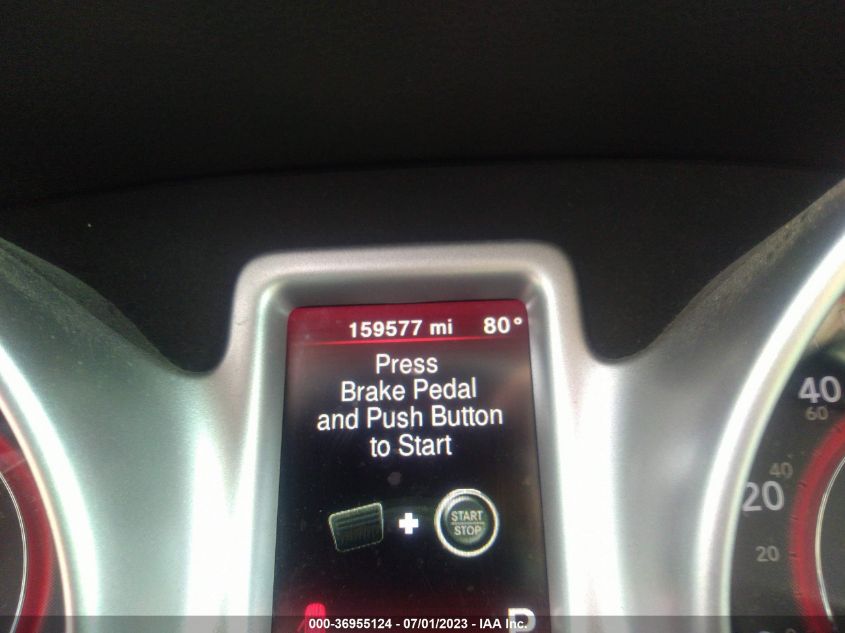 159577 mi 80°
Press
Brake Pedal
and Push Button
to Start
START
STOP
40
60
40
20
20
P
000-36955124 - 07/01/2023 - IAA Inc.